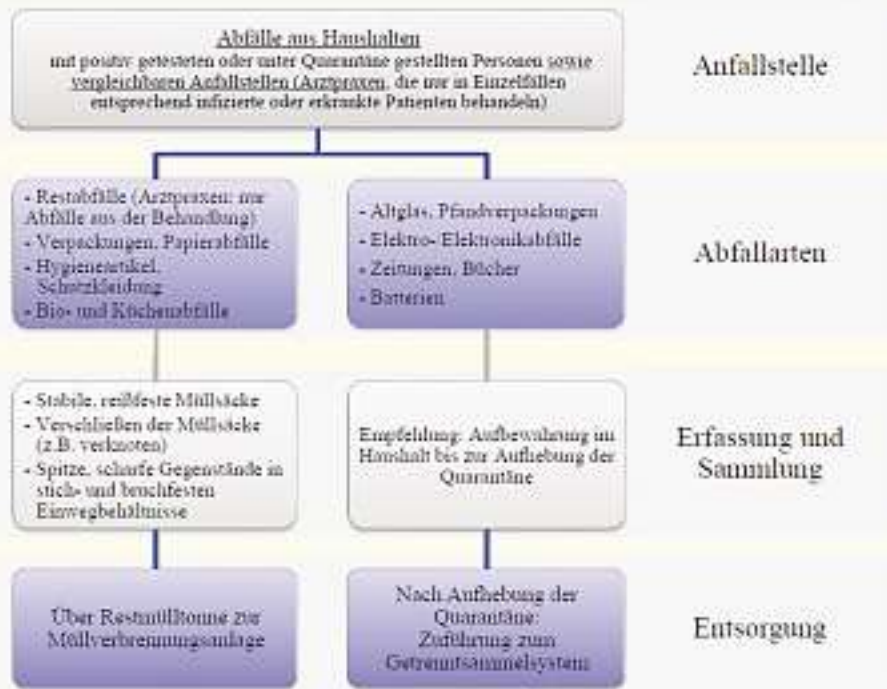 Abfälle aus Haushalten
mit positiv getesteten oder unter Quarantäne gestellten Personen sowie
vergleichbaren Anfallstellen (Arztpraxen, die nur in Einzelfällen
entsprechend infizierte oder erkrankte Patienten behandeln)
Anfallstelle
- Restabfälle (Arztpraxen: nur
Abfälle aus der Behandlung)
- Verpackungen, Papierabfälle
- Hygieneartikel,
Schutzkleidung
- Bio- und Küchenabfälle
- Altglas, Pfandverpackungen
- Elektro- Elektronikabfälle
- Zeitungen, Bücher
- Batterien
Abfallarten
- Stabile, reißfeste Müllsäcke
- Verschließen der Müllsäcke
(z.B. verknoten)
- Spitze, scharfe Gegenstände in
stich- und bruchfesten
Einwegbehältnisse
Empfehlung: Aufbewahrung im
Haushalt bis zur Aufhebung der
Quarantäne
Erfassung und
Sammlung
Über Restmülltonne zur
Müllverbrennungsanlage
Nach Aufhebung der
Quarantäne:
Zuführung zum
Getrenntsammelsystem
Entsorgung